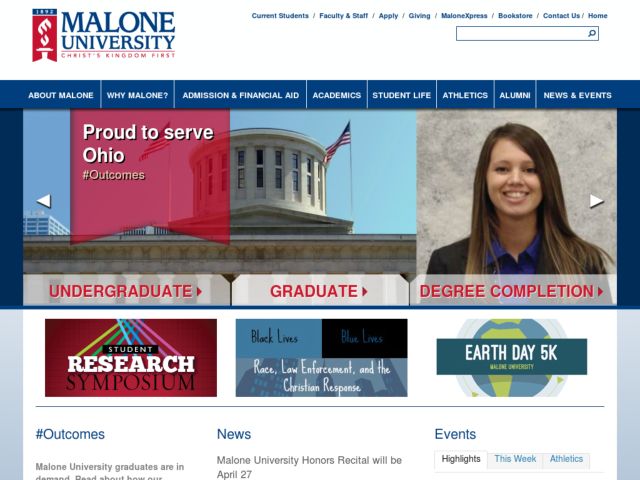 1892
MALONE
UNIVERSITY
CHRIST'S KINGDOM FIRST
Current Students / Faculty & Staff / Apply / Giving / MaloneXpress / Bookstore / Contact Us / Home
ABOUT MALONE WHY MALONE? ADMISSION & FINANCIAL AID ACADEMICS STUDENT LIFE ATHLETICS ALUMNI NEWS & EVENTS
Proud to serve
Ohio
#Outcomes
UNDERGRADUATE GRADUATE DEGREE COMPLETION
STUDENT
RESEARCH
SYMPOSIUM
Black Lives Blue Lives
Race, Law Enforcement, and the
Christian Response
EARTH DAY 5K
MALONE UNIVERSITY
#Outcomes
Malone University graduates are in
demand. Read about how our
News
Malone University Honors Recital will be
April 27
Events
Highlights This Week Athletics